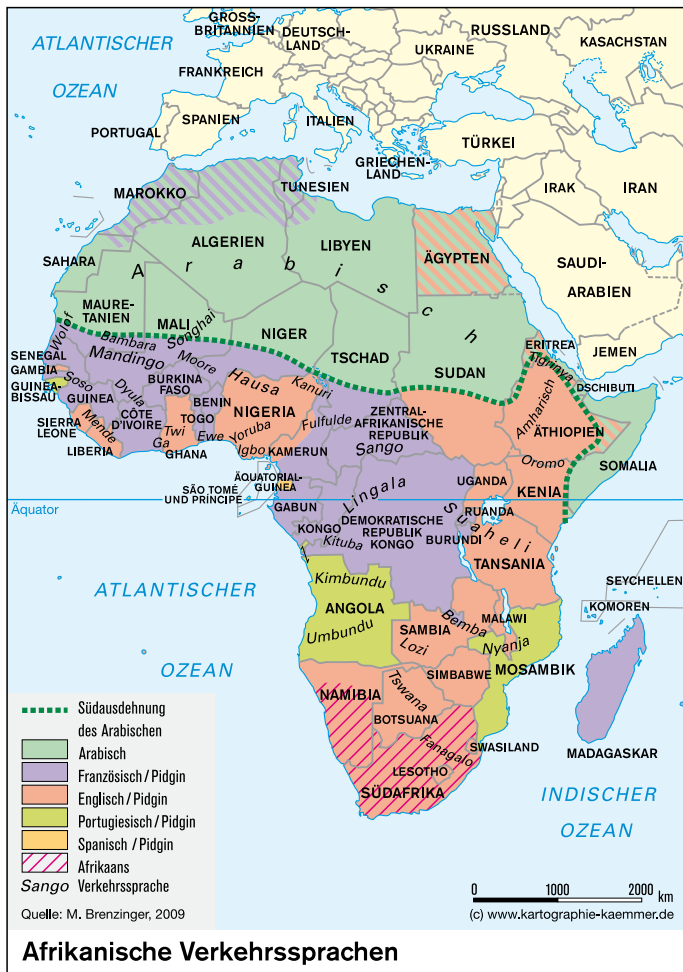 GROSS-
BRITANNIEN
DEUTSCH-
LAND
RUSSLAND
KASACHSTAN
UKRAINE
ATLANTISCHER
OZEAN
FRANKREICH
PORTUGAL
SPANIEN
ITALIEN
GRIECHEN-
LAND
TÜRKEI
IRAK
IRAN
MAROKKO
TUNESIEN
ALGERIEN
LIBYEN
ÄGYPTEN
SAUDI-
ARABIEN
SAHARA
Arabisch
MAURE-
TANIEN
MALI
Songhai
NIGER
TSCHAD
SUDAN
ERITREA
Tigrinya
JEMEN
DSCHIBUTI
Wolof
Bambara
Mandingo
Moore
SENEGAL
GAMBIA
GUINEA-
BISSAU
Soso
GUINEA
Dyula
BURKINA
FASO
Hausa
Kanuri
BENIN
NIGERIA
Fulfulde
ZENTRAL-
AFRIKANISCHE
REPUBLIK
Sango
Amharisch
ÄTHIOPIEN
SIERRA
LEONE
Mende
LIBERIA
CÔTE
D'IVOIRE
Twi
Ga
GHANA
TOGO
Ewe
Yoruba
Igbo
KAMERUN
Oromo
SOMALIA
ÄQUATORIAL-
GUINEA
SÃO TOMÉ
UND PRÍNCIPE
GABUN
Lingala
UGANDA
KENIA
RUANDA
Suaheli
Äquator
KONGO
Kituba
DEMOKRATISCHE
REPUBLIK
KONGO
BURUNDI
TANSANIA
SEYCHELLEN
KOMOREN
ATLANTISCHER
OZEAN
Kimbundu
ANGOLA
Umbundu
Bemba
MALAWI
SAMBIA
Lozi
Nyanja
MOSAMBIK
NAMIBIA
Tswana
SIMBABWE
BOTSUANA
Fanagalo
SWASILAND
LESOTHO
SÜDAFRIKA
MADAGASKAR
INDISCHER
OZEAN
Südausdehnung
des Arabischen
Arabisch
Französisch / Pidgin
Englisch / Pidgin
Portugiesisch / Pidgin
Spanisch / Pidgin
Afrikaans
Sango Verkehrssprache
Quelle: M. Brenzinger, 2009
0 1000 2000 km
(c) www.kartographie-kaemmer.de
Afrikanische Verkehrssprachen